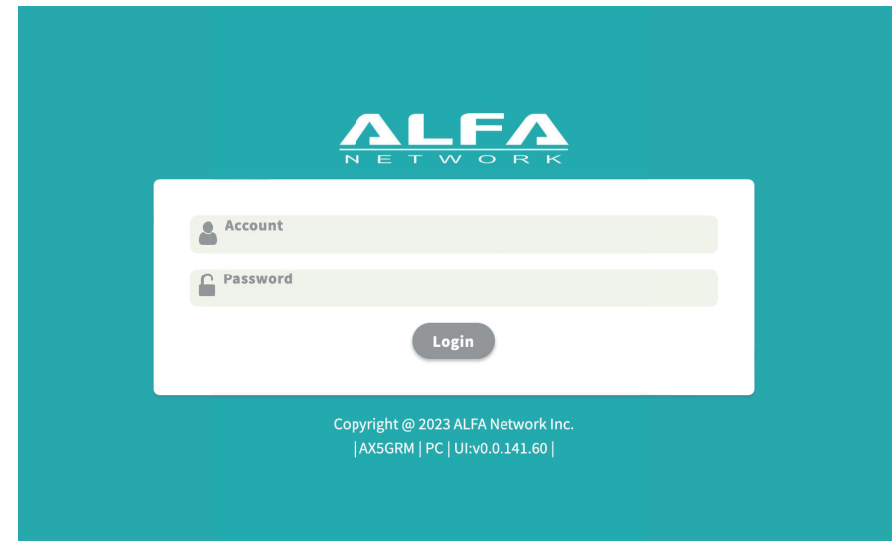 ALFA
NETWORK
Account
Password
Login
Copyright @ 2023 ALFA Network Inc.
|AX5GRM | PC | UI:v0.0.141.60 |